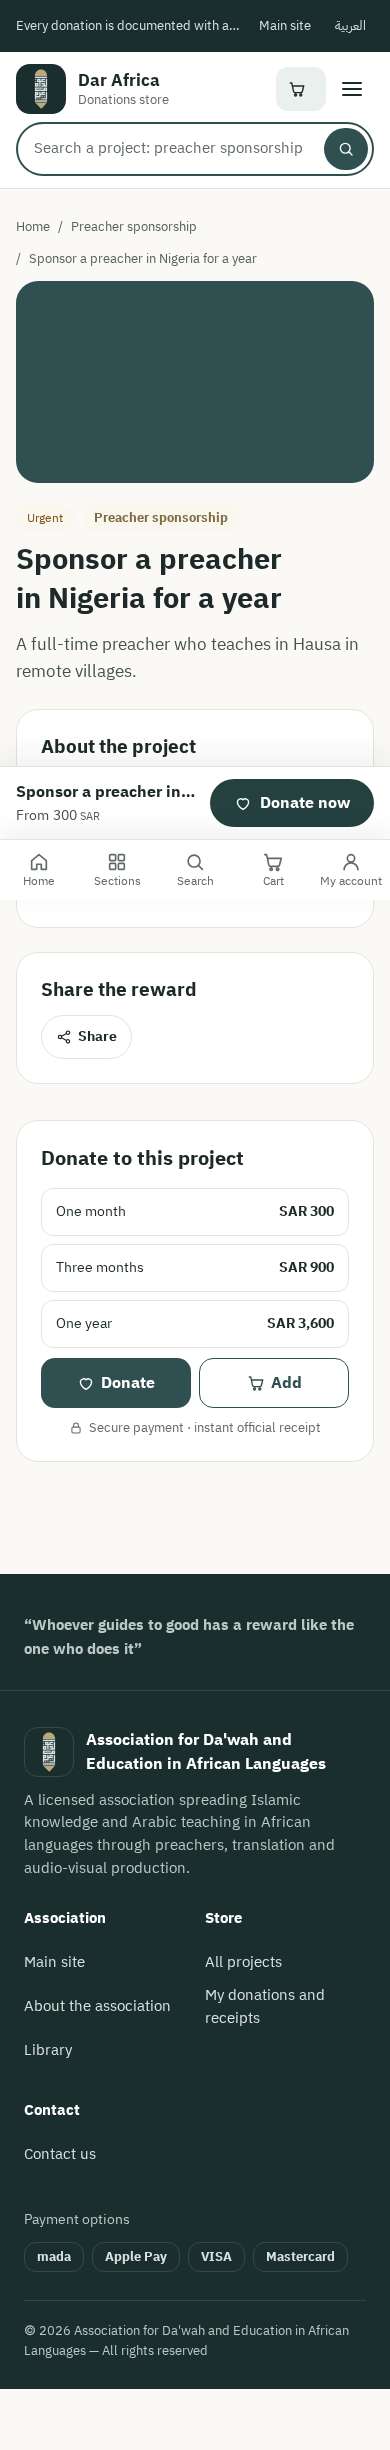 Every donation is documented with a...
Main site
العربية
Dar Africa
Donations store
Search a project: preacher sponsorship
Home / Preacher sponsorship
/ Sponsor a preacher in Nigeria for a year
Urgent
Preacher sponsorship
Sponsor a preacher
in Nigeria for a year
A full-time preacher who teaches in Hausa in
remote villages.
About the project
Sponsor a preacher in...
From 300 SAR
Donate now
Home
Sections
Search
Cart
My account
Share the reward
Share
Donate to this project
One month SAR 300
Three months SAR 900
One year SAR 3,600
Donate
Add
Secure payment · instant official receipt
“Whoever guides to good has a reward like the
one who does it”
Association for Da'wah and
Education in African Languages
A licensed association spreading Islamic
knowledge and Arabic teaching in African
languages through preachers, translation and
audio-visual production.
Association
Main site
About the association
Library
Store
All projects
My donations and
receipts
Contact
Contact us
Payment options
mada
Apple Pay
VISA
Mastercard
© 2026 Association for Da'wah and Education in African
Languages — All rights reserved